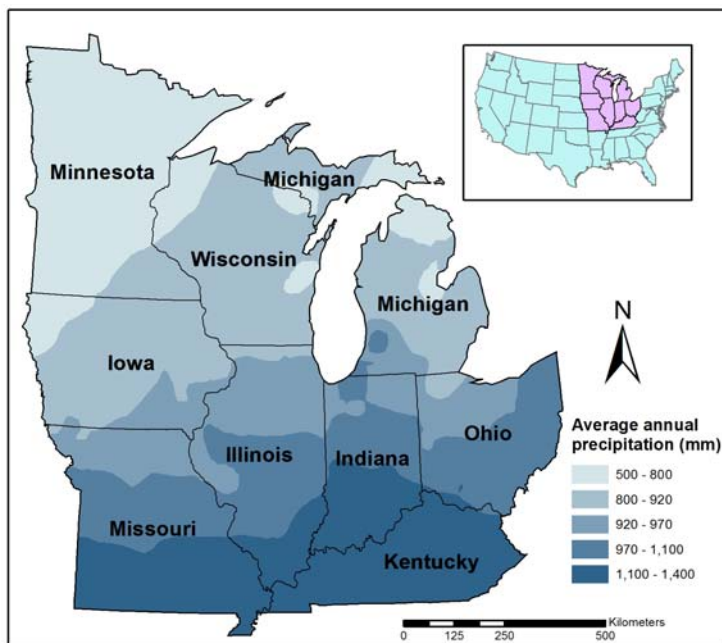 Minnesota
Michigan
Wisconsin
Michigan
Iowa
Ohio
Illinois
Indiana
Missouri
Kentucky
N
Average annual
precipitation (mm)
500 - 800
800 - 920
920 - 970
970 - 1,100
1,100 - 1,400
Kilometers
0 125 250 500